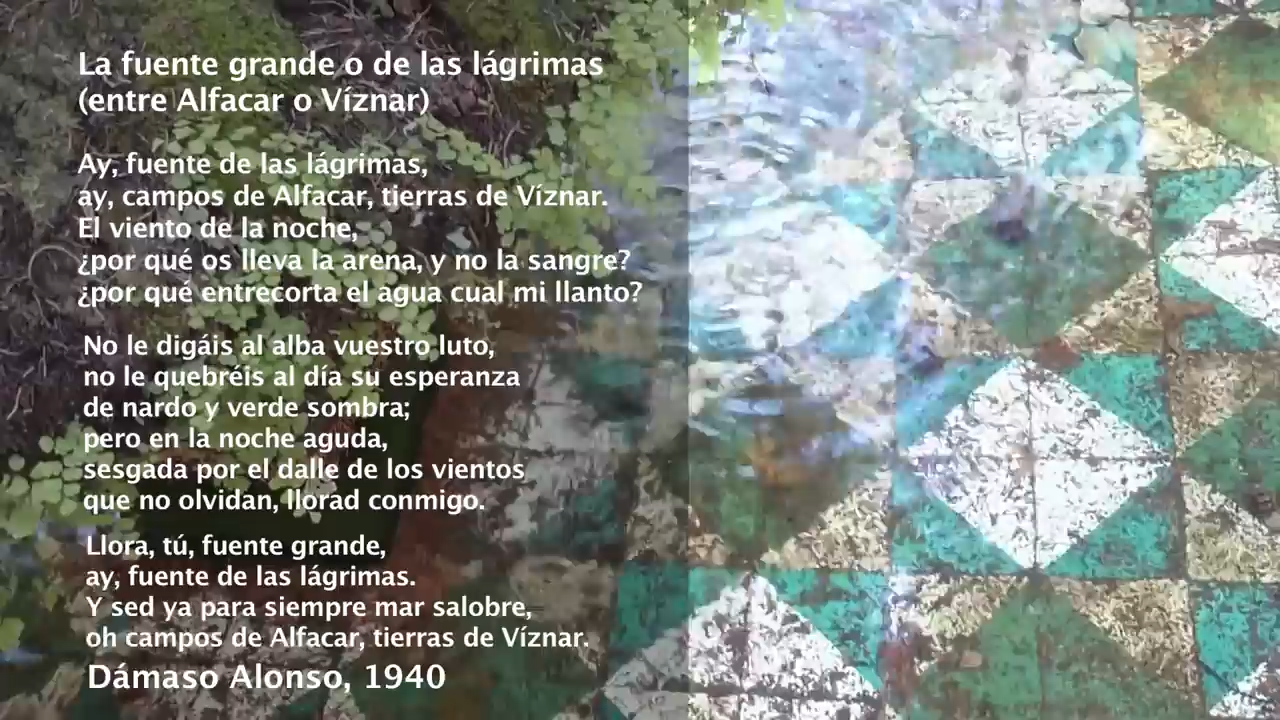 La fuente grande o de las lágrimas
(entre Alfacar o Víznar)
Ay, fuente de las lágrimas,
ay, campos de Alfacar, tierras de Víznar.
El viento de la noche,
¿por qué os lleva la arena, y no la sangre?
¿por qué entrecorta el agua cual mi llanto?
No le digáis al alba vuestro luto,
no le quebréis al día su esperanza
de nardo y verde sombra;
pero en la noche aguda,
sesgada por el dalle de los vientos
que no olvidan, llorad conmigo.
Llora, tú, fuente grande,
ay, fuente de las lágrimas.
Y sed ya para siempre mar salobre,
oh campos de Alfacar, tierras de Víznar.
Dámaso Alonso, 1940